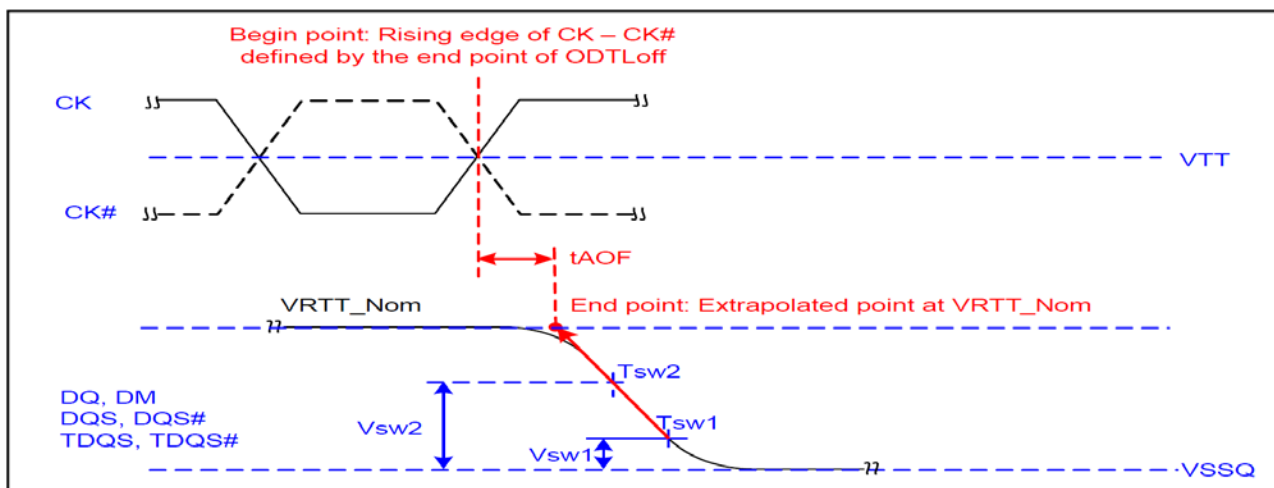 Begin point: Rising edge of CK – CK#
defined by the end point of ODTLoff
CK
VTT
CK#
tAOF
VRTT_Nom
End point: Extrapolated point at VRTT_Nom
Tsw2
DQ, DM
DQS, DQS#
TDQS, TDQS#
Vsw2
Tsw1
Vsw1
VSSQ